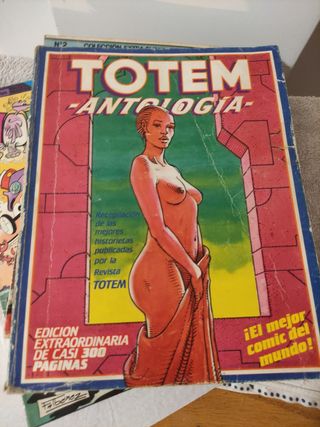 Nº2
TOTEM
-ANTOLOGIA-
Recopilación
de las
mejores
historietas
publicadas
por la
Revista
TOTEM
EDICION
EXTRAORDINARIA
DE CASI 300
PAGINAS
¡El mejor
comic del
mundo!